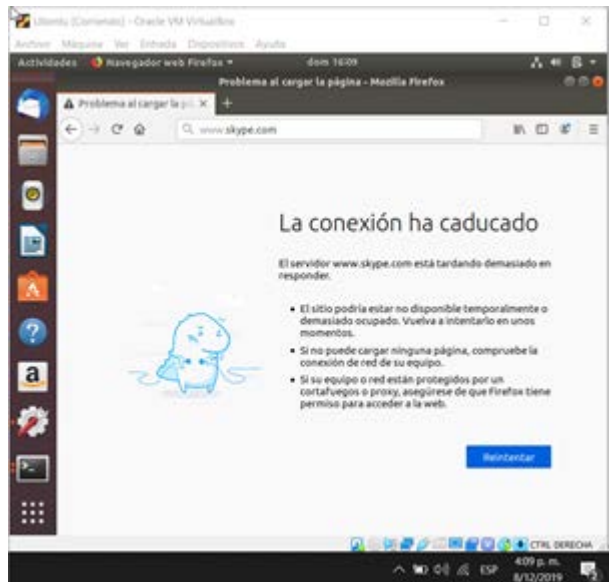 Ubuntu (Corriendo) - Oracle VM VirtualBox
Archivo Máquina Ver Entrada Dispositivos Ayuda
Actividades Navegador web Firefox dom 16:09
Problema al cargar la página - Mozilla Firefox
Problema al cargar la pá
www.skype.com
La conexión ha caducado
El servidor www.skype.com está tardando demasiado en
responder.
El sitio podría estar no disponible temporalmente o
demasiado ocupado. Vuelva a intentarlo en unos
momentos.
Si no puede cargar ninguna página, compruebe la
conexión de red de su equipo.
Si su equipo o red están protegidos por un
cortafuegos o proxy, asegúrese de que Firefox tiene
permiso para acceder a la web.
Reintentar
CTRL DERECHA
ESP
4:09 p. m.
8/12/2019